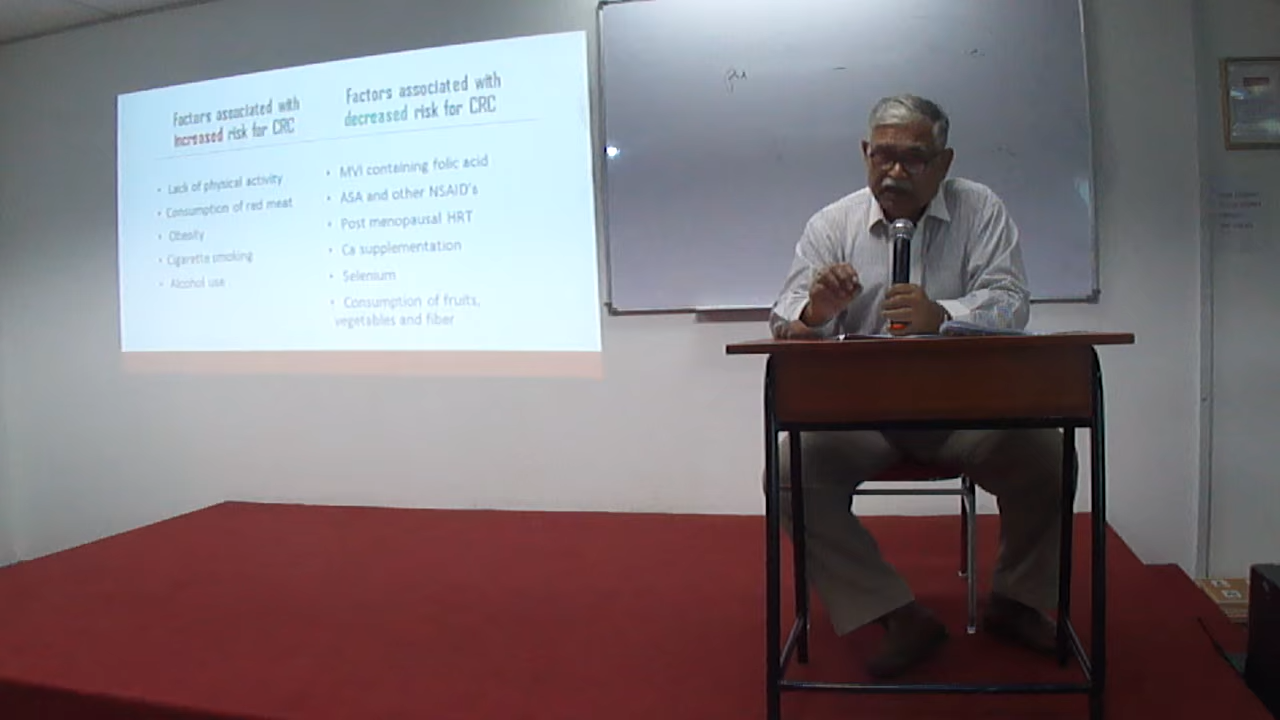 Factors associated with
increased risk for CRC
• Lack of physical activity
• Consumption of red meat
• Obesity
• Cigarette smoking
• Alcohol use
Factors associated with
decreased risk for CRC
• MVI containing folic acid
• ASA and other NSAID's
• Post menopausal HRT
• Ca supplementation
• Selenium
• Consumption of fruits,
vegetables and fiber